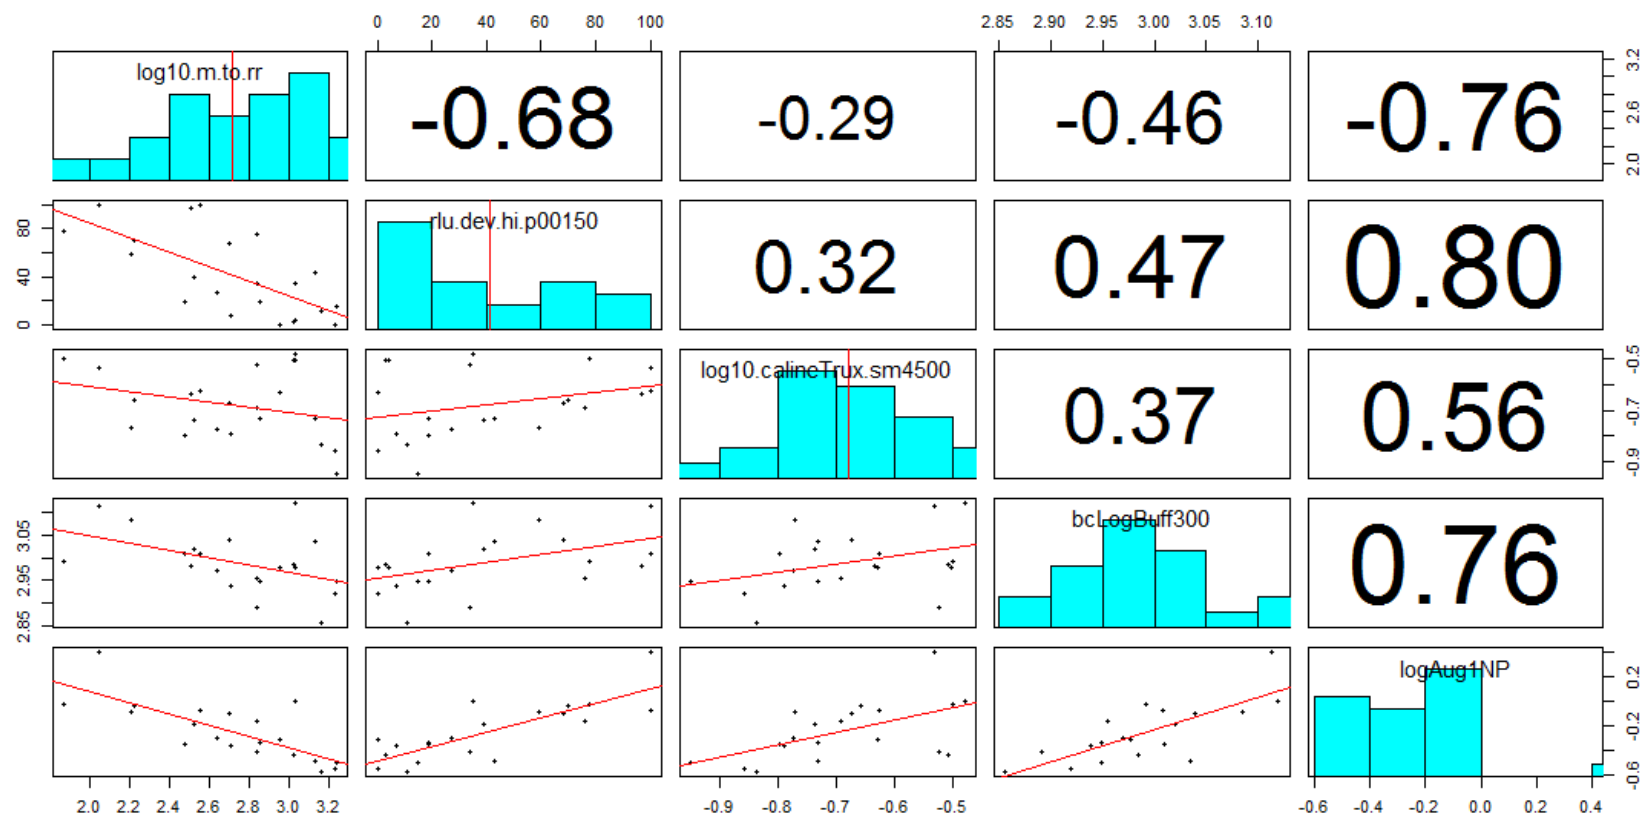 0 20 40 60 80 100 2.85 2.90 2.95 3.00 3.05 3.10
log10.m.to.rr -0.68 -0.29 -0.46 -0.76 2.0 2.6 3.2
0 40 80 rlu.dev.hi.p00150 0.32 0.47 0.80
log10.calineTrux.sm4500 0.37 0.56 -0.9 -0.7 -0.5
2.85 2.95 3.05 bcLogBuff300 0.76
logAug1NP -0.6 -0.2 0.2
2.0 2.2 2.4 2.6 2.8 3.0 3.2 -0.9 -0.8 -0.7 -0.6 -0.5 -0.6 -0.4 -0.2 0.0 0.2 0.4